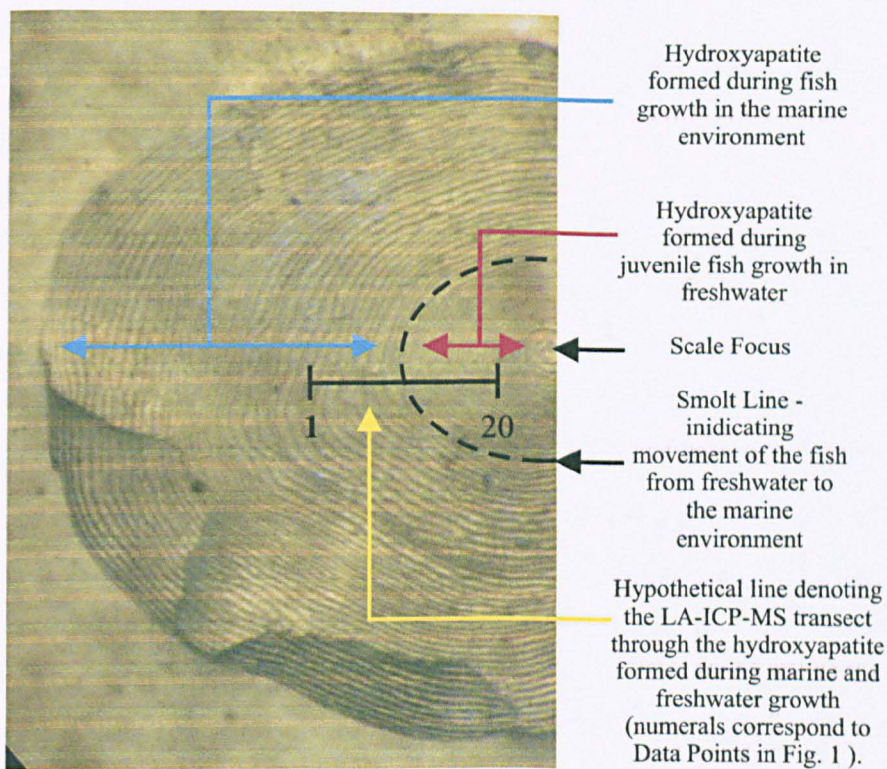 Hydroxyapatite
formed during fish
growth in the marine
environment
Hydroxyapatite
formed during
juvenile fish growth in
freshwater
Scale Focus
1
20
Smolt Line -
inidicating
movement of the fish
from freshwater to
the marine
environment
Hypothetical line denoting
the LA-ICP-MS transect
through the hydroxyapatite
formed during marine and
freshwater growth
(numerals correspond to
Data Points in Fig. 1 ).